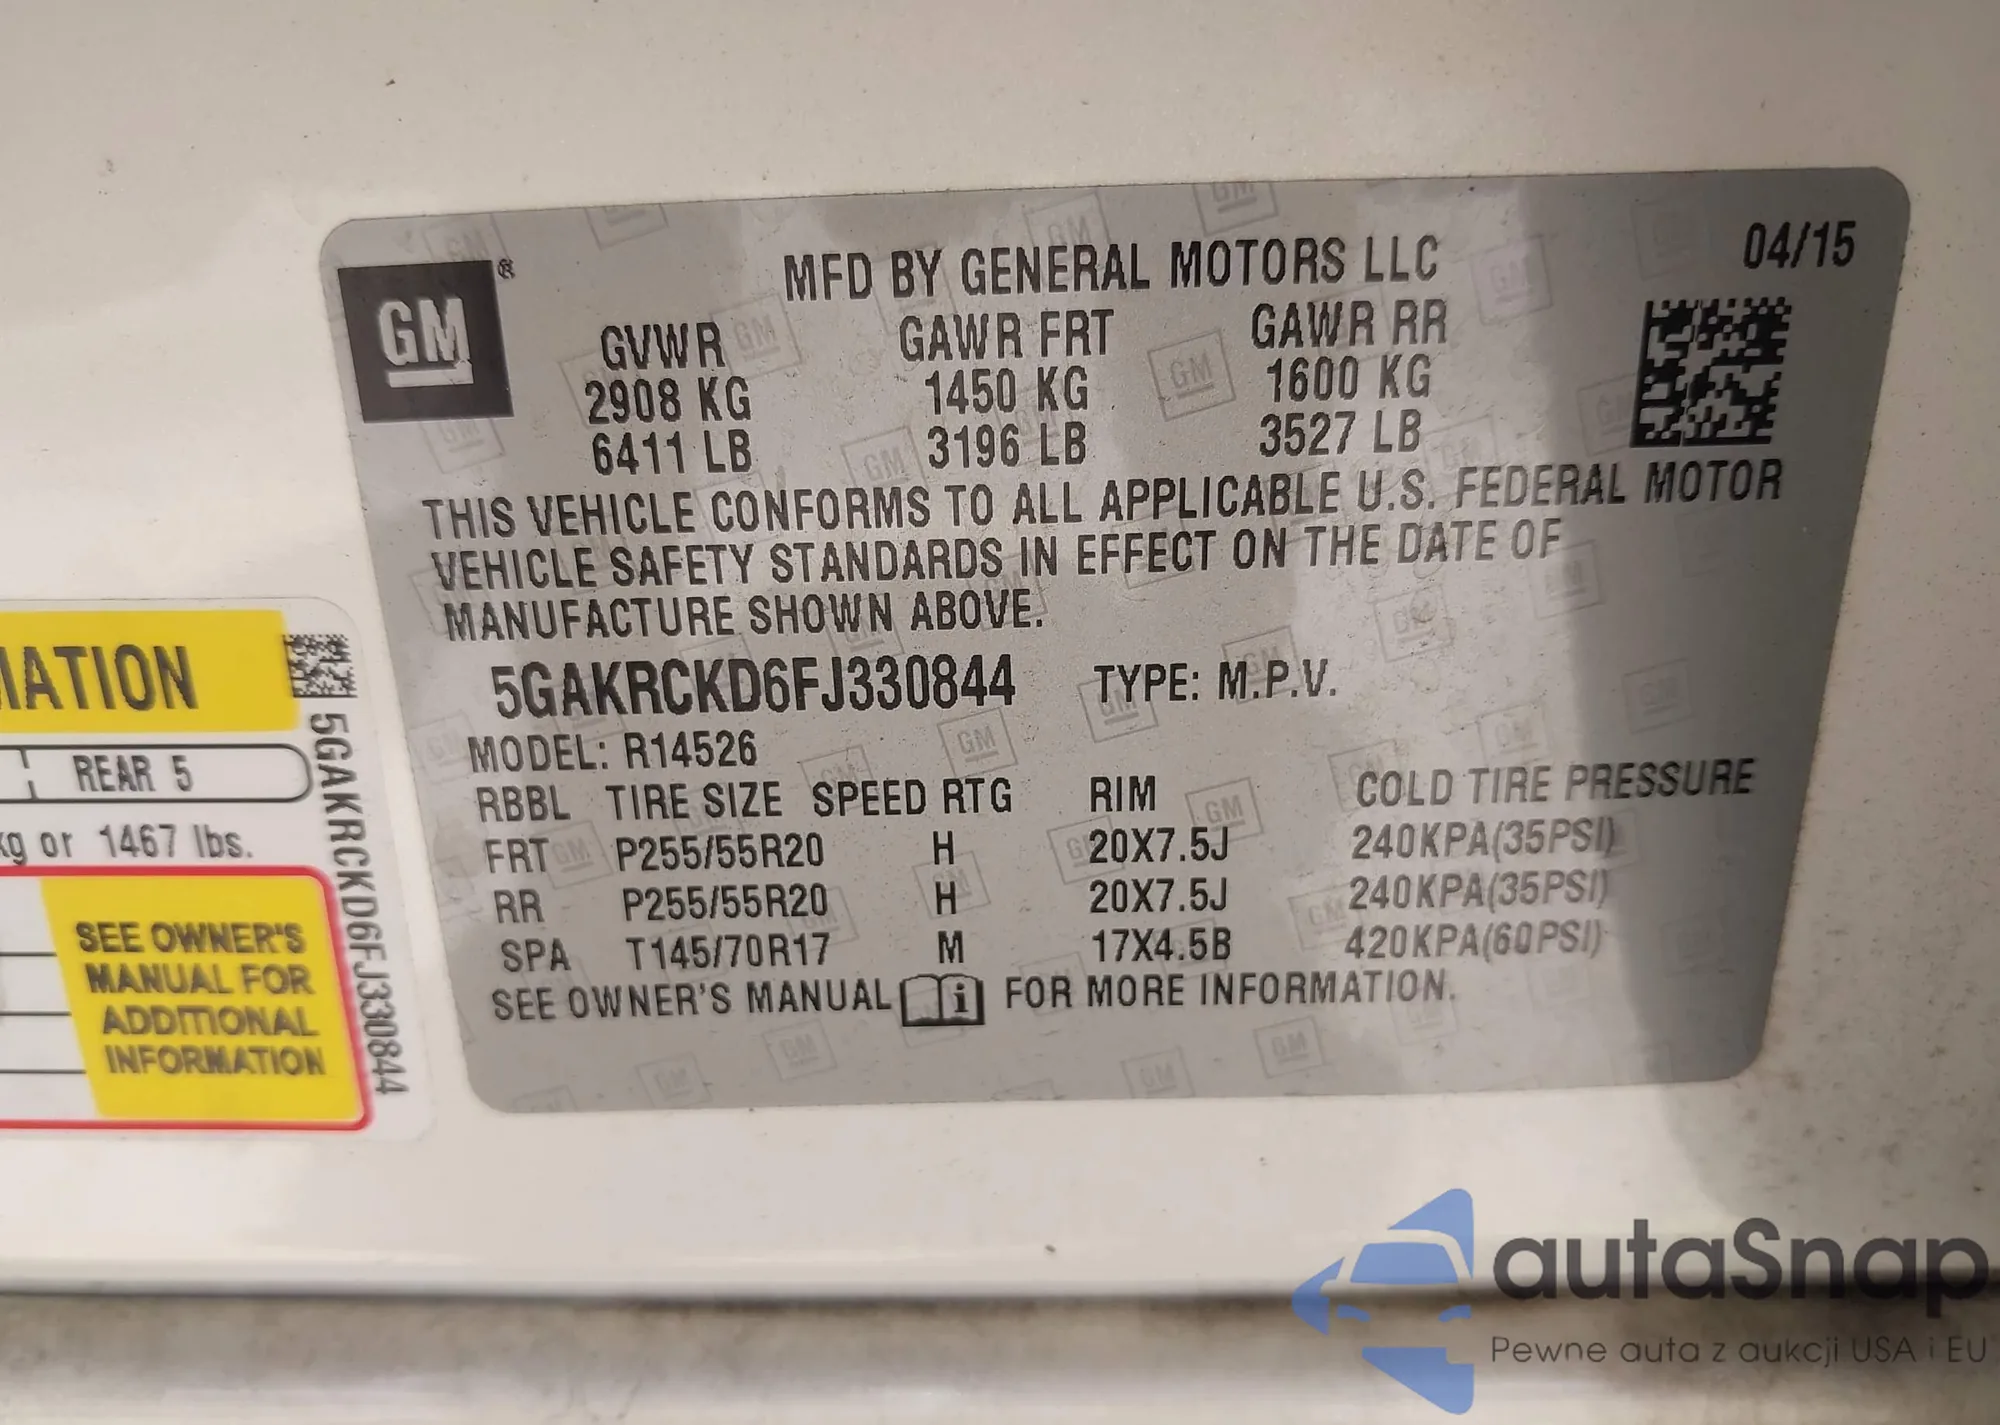 GM ®
MFD BY GENERAL MOTORS LLC
04/15
GVWR GAWR FRT GAWR RR
2908 KG 1450 KG 1600 KG
6411 LB 3196 LB 3527 LB
THIS VEHICLE CONFORMS TO ALL APPLICABLE U.S. FEDERAL MOTOR
VEHICLE SAFETY STANDARDS IN EFFECT ON THE DATE OF
MANUFACTURE SHOWN ABOVE.
5GAKRCKD6FJ330844 TYPE: M.P.V.
MODEL: R14526
RBBL TIRE SIZE SPEED RTG RIM COLD TIRE PRESSURE
FRT P255/55R20 H 20X7.5J 240KPA(35PSI)
RR P255/55R20 H 20X7.5J 240KPA(35PSI)
SPA T145/70R17 M 17X4.5B 420KPA(60PSI)
SEE OWNER'S MANUAL i FOR MORE INFORMATION.
REAR 5
kg or 1467 lbs.
SEE OWNER'S
MANUAL FOR
ADDITIONAL
INFORMATION
5GAKRCKD6FJ330844
autaSnap
Pewne auta z aukcji USA i EU